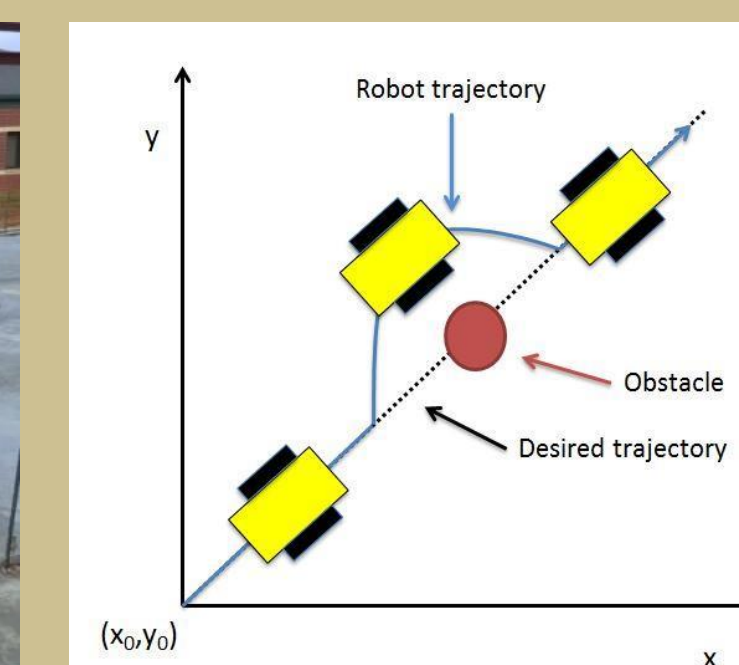 Robot trajectory
y
Obstacle
Desired trajectory
(x₀,y₀)
x